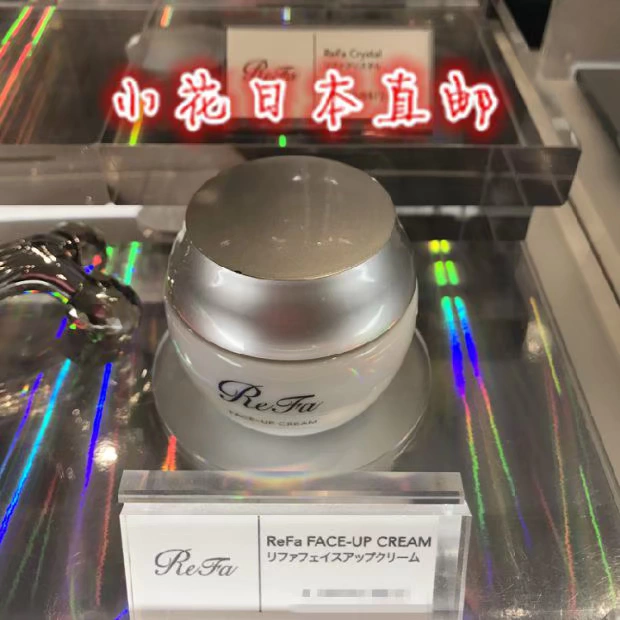 ReFa
ReFa Crystal
小花日本直邮
ReFa
FACE-UP CREAM
ReFa
ReFa FACE-UP CREAM
リファフェイスアップクリーム